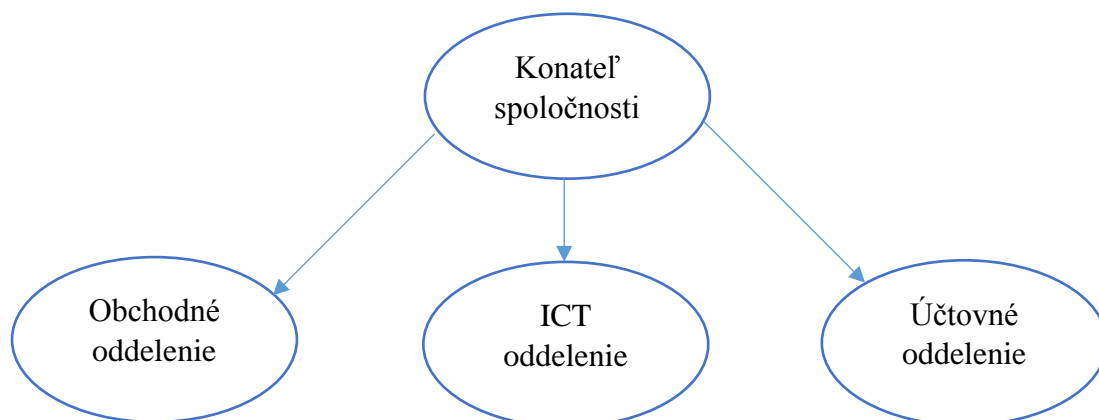 Konateľ
spoločnosti
Obchodné
oddelenie
ICT
oddelenie
Účtovné
oddelenie